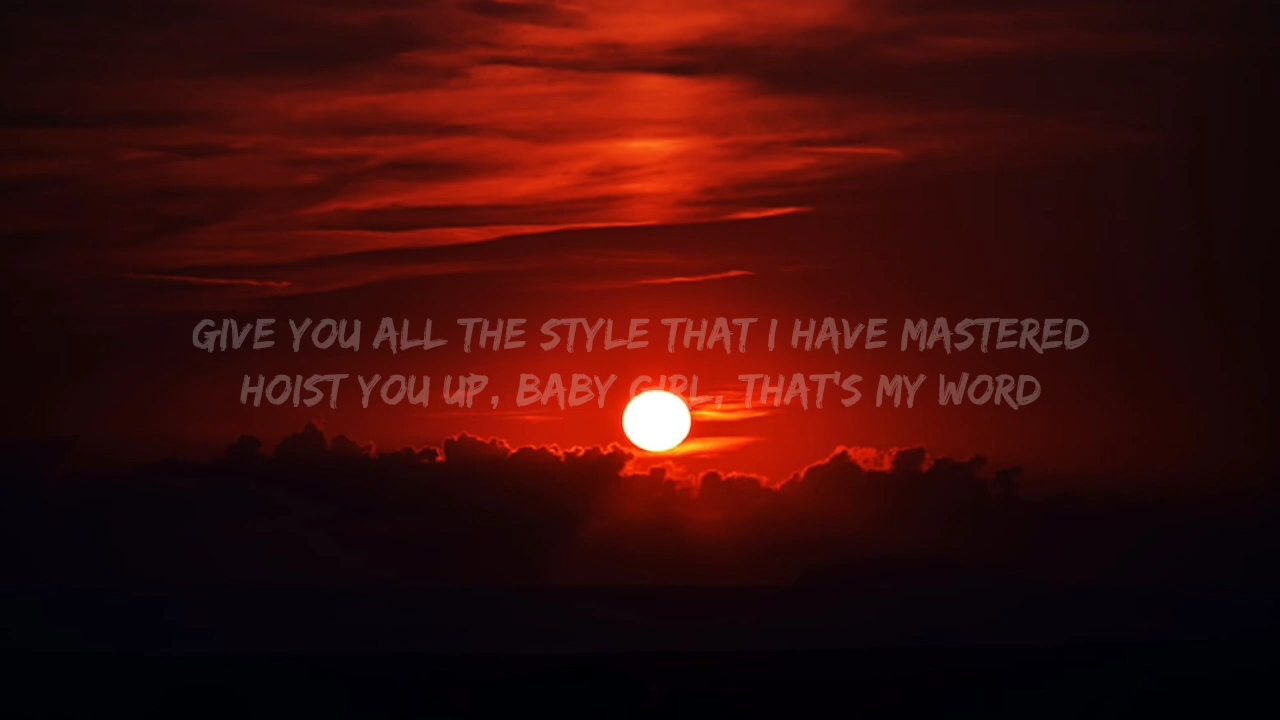 GIVE YOU ALL THE STYLE THAT I HAVE MASTERED
HOIST YOU UP, BABY GIRL, THAT'S MY WORD